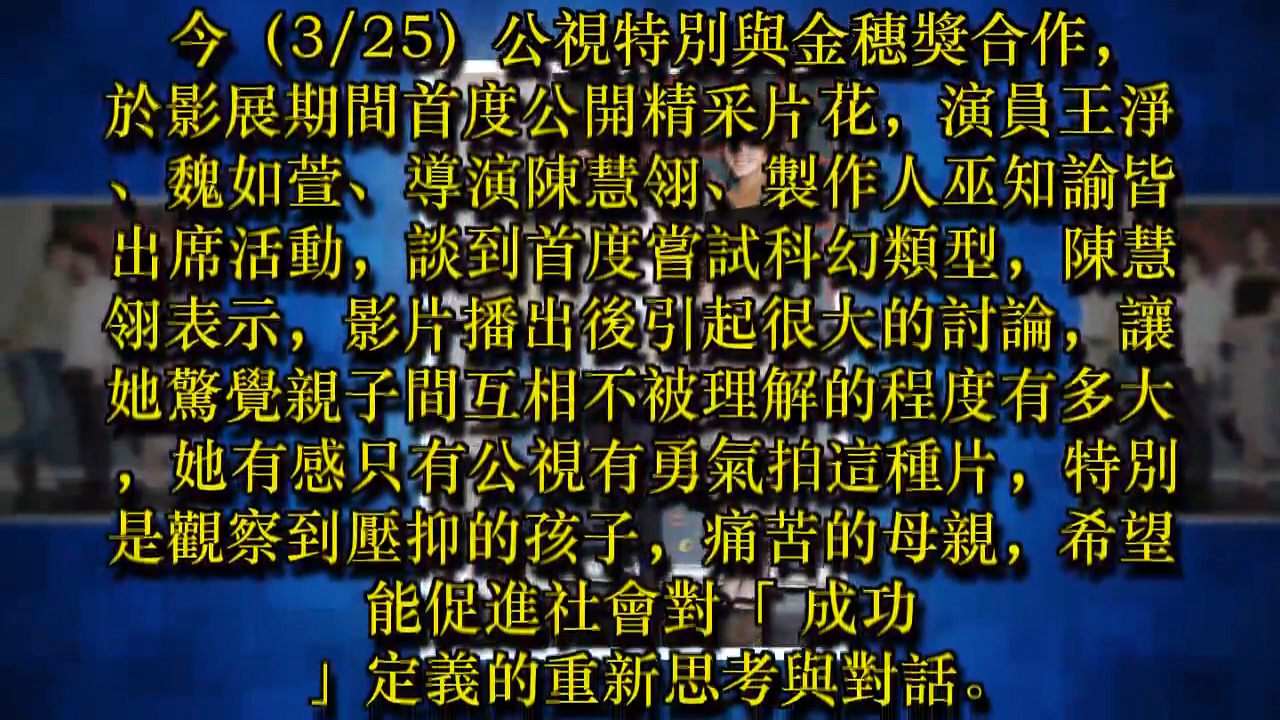 今（3/25）公視特別與金穗獎合作，
於影展期間首度公開精采片花，演員王淨
、魏如萱、導演陳慧翎、製作人巫知諭皆
出席活動，談到首度嘗試科幻類型，陳慧
翎表示，影片播出後引起很大的討論，讓
她驚覺親子間互相不被理解的程度有多大
，她有感只有公視有勇氣拍這種片，特別
是觀察到壓抑的孩子，痛苦的母親，希望
能促進社會對「 成功
」定義的重新思考與對話。